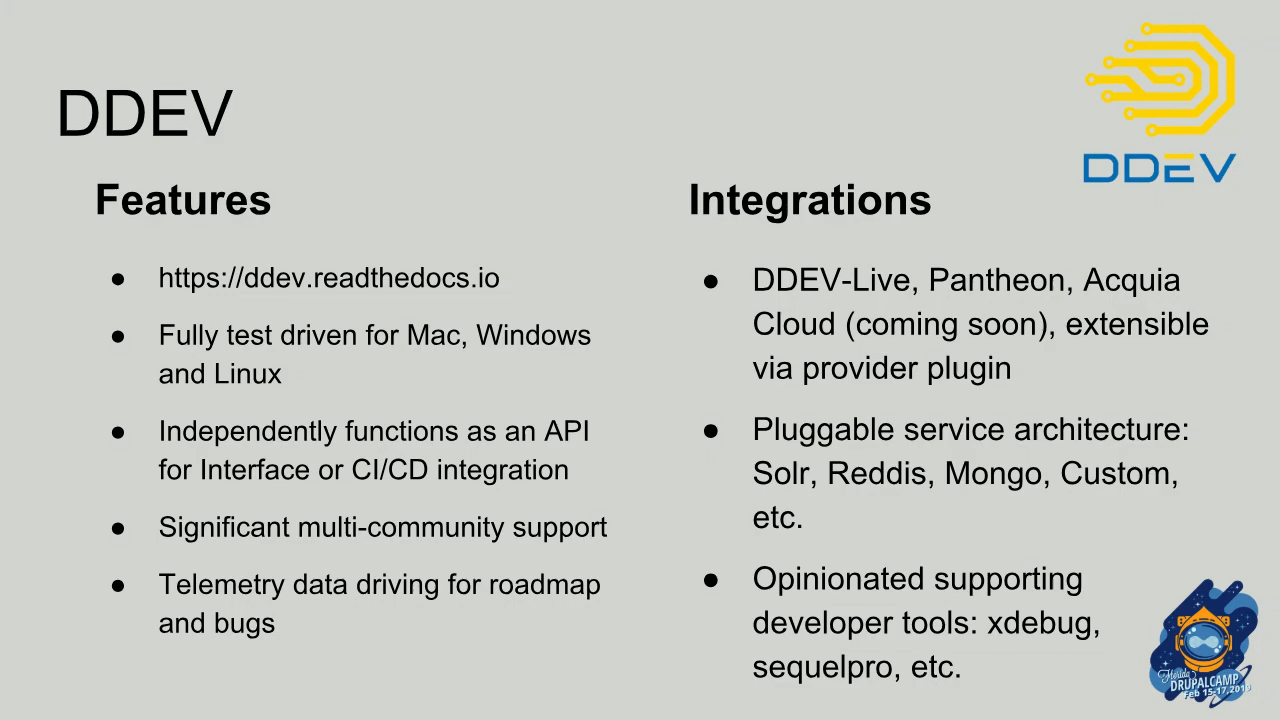 DDEV
DDEV
Features
https://ddev.readthedocs.io
Fully test driven for Mac, Windows
and Linux
Independently functions as an API
for Interface or CI/CD integration
Significant multi-community support
Telemetry data driving for roadmap
and bugs
Integrations
DDEV-Live, Pantheon, Acquia
Cloud (coming soon), extensible
via provider plugin
Pluggable service architecture:
Solr, Reddis, Mongo, Custom,
etc.
Opinionated supporting
developer tools: xdebug,
sequelpro, etc.
Florida
DRUPALCAMP
Feb 15-17, 2019